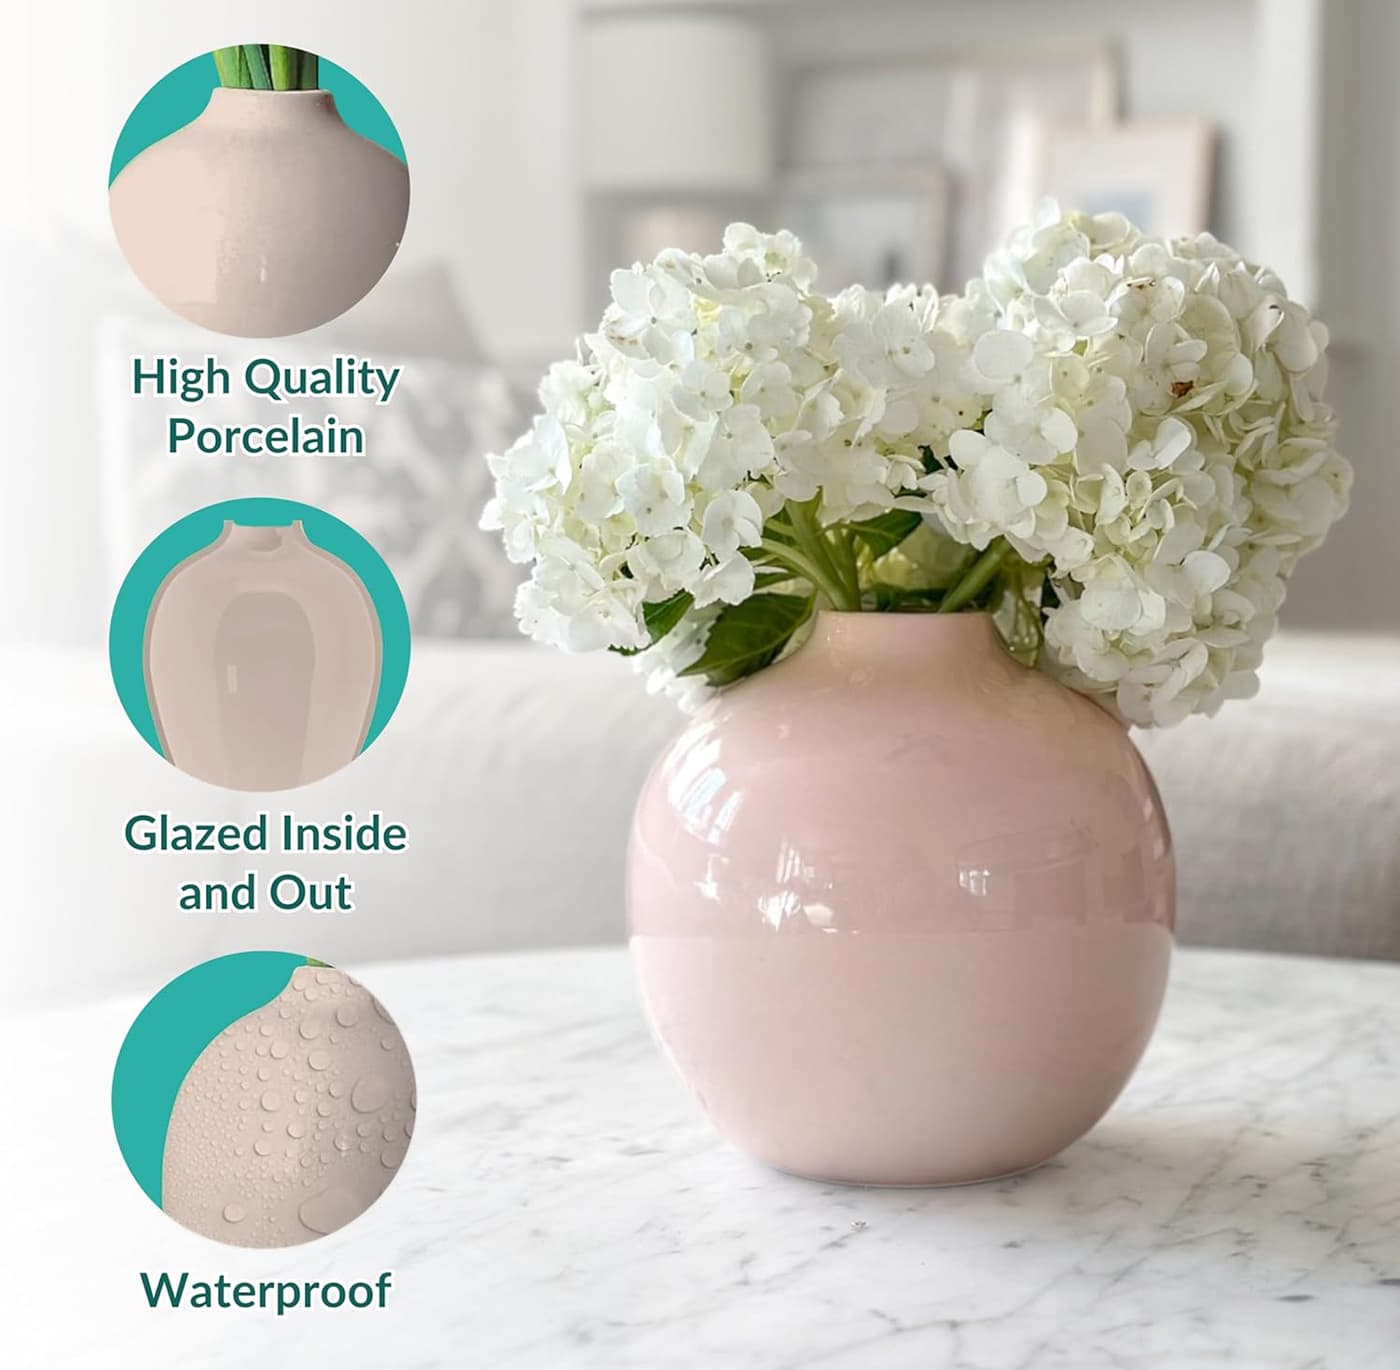 High Quality
Porcelain
Glazed Inside
and Out
Waterproof